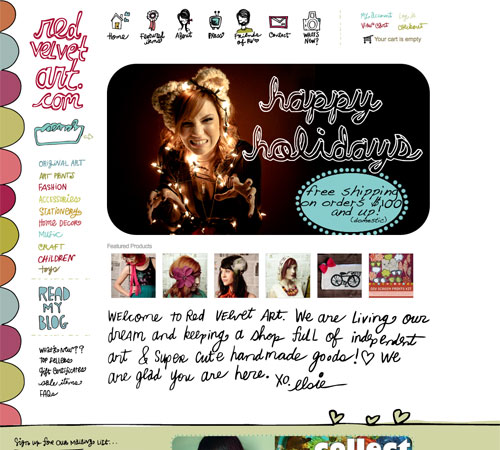 red
velvet
art.
com
Home
Featured
Items
About
Press
Friends
of RVA
Contact
What's
New?
My Account
Log in
View Cart
Checkout
Your cart is empty
search
ORIGINAL ART
ART PRINTS
FASHION
ACCESSORIES
STATIONERY
HOME DECOR
MUSIC
CRAFT
CHILDREN
toys
READ
MY
BLOG
What's New??
TOP SELLERS
Gift Certificates
sale items
FAQs
happy
holidays
free shipping
on orders $100
and up!
(domestic)
Featured Products
Welcome to Red Velvet Art. We are living our
dream and keeping a shop full of independent
art & super cute handmade goods! ♡ We
are glad you are here. XO. elsie
Sign up for our mailing list...
collect